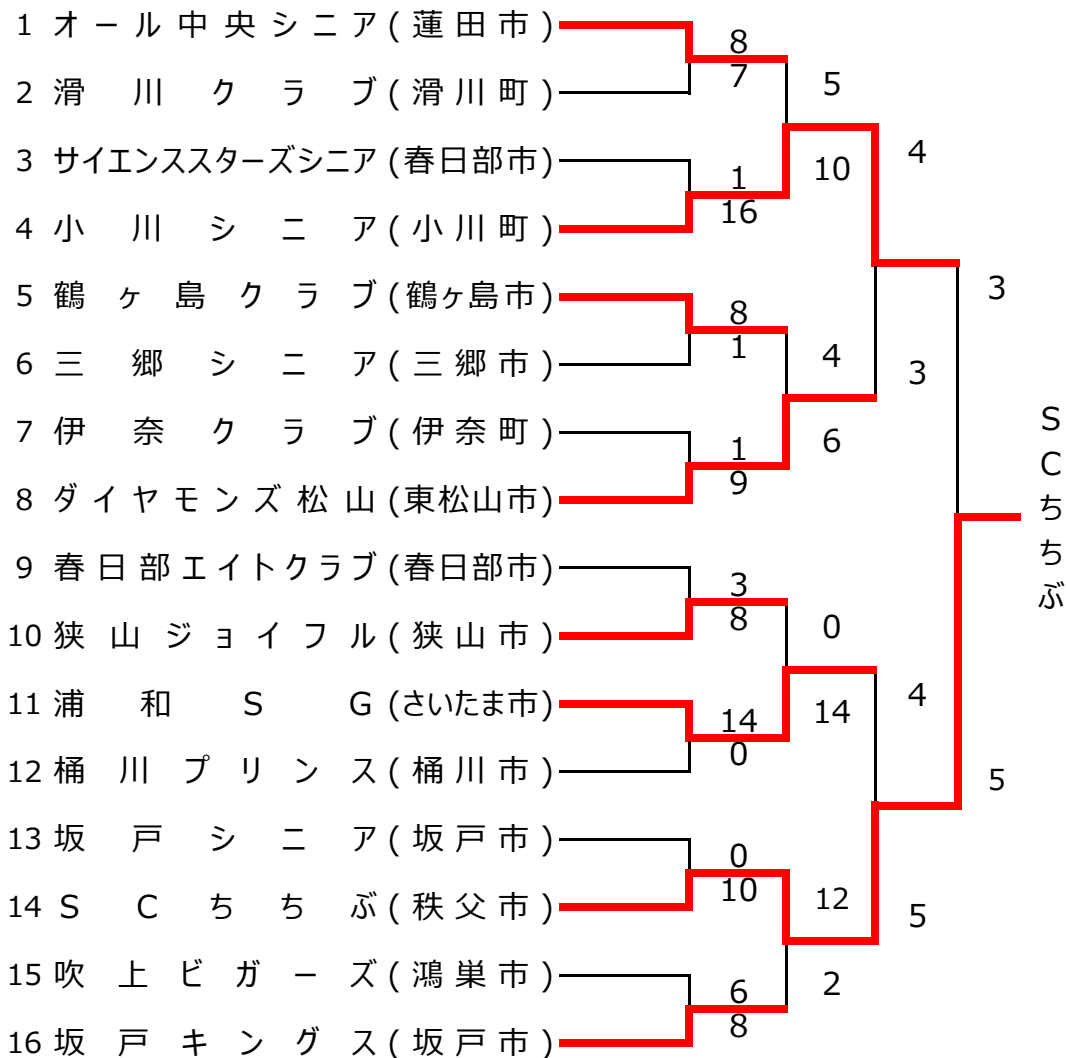 1 オール中央シニア(蓮田市)
2 滑川クラブ(滑川町)
3 サイエンススターズシニア(春日部市)
4 小川シニア(小川町)
5 鶴ヶ島クラブ(鶴ヶ島市)
6 三郷シニア(三郷市)
7 伊奈クラブ(伊奈町)
8 ダイヤモンズ松山(東松山市)
9 春日部エイトクラブ(春日部市)
10 狭山ジョイフル(狭山市)
11 浦和SG(さいたま市)
12 桶川プリンス(桶川市)
13 坂戸シニア(坂戸市)
14 SCちちぶ(秩父市)
15 吹上ビガーズ(鴻巣市)
16 坂戸キングス(坂戸市)
8
7
1
16
8
1
1
9
3
8
14
0
0
10
6
8
5
10
4
6
0
14
12
2
4
3
4
5
3
5
SCちちぶ